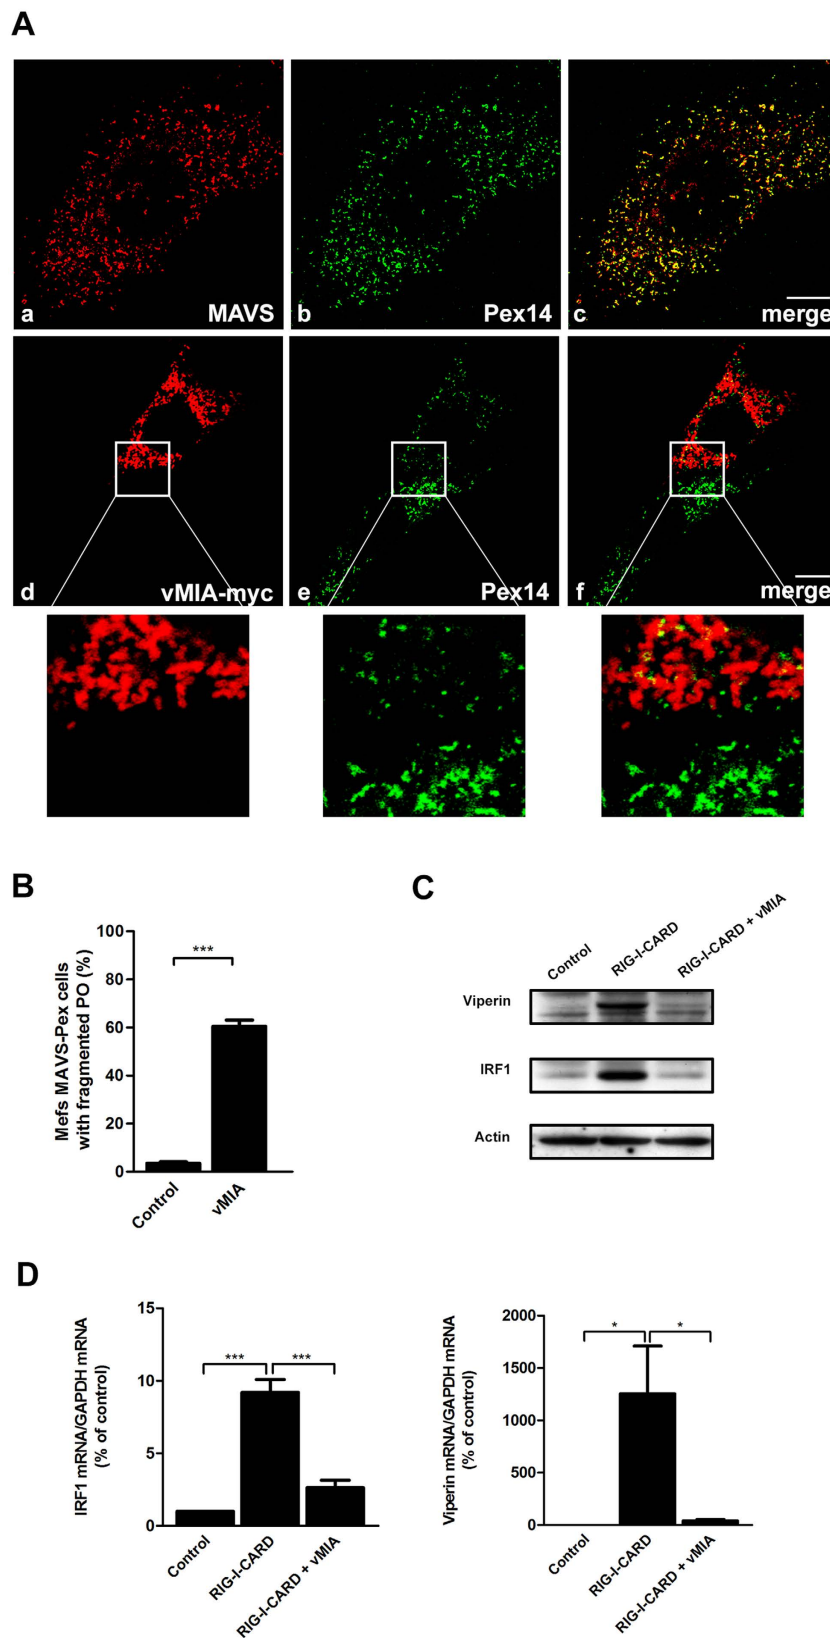 A
a MAVS
b Pex14
c merge
d vMIA-myc
e Pex14
f merge
B
Mefs MAVS-Pex cells
with fragmented PO (%)
100
80
60
40
20
0
***
Control
vMIA
C
Control
RIG-I-CARD
RIG-I-CARD + vMIA
Viperin
IRF1
Actin
D
IRF1 mRNA/GAPDH mRNA
(% of control)
15
10
5
0
***
***
Control
RIG-I-CARD
RIG-I-CARD + vMIA
Viperin mRNA/GAPDH mRNA
(% of control)
2000
1500
1000
500
0
*
*
Control
RIG-I-CARD
RIG-I-CARD + vMIA